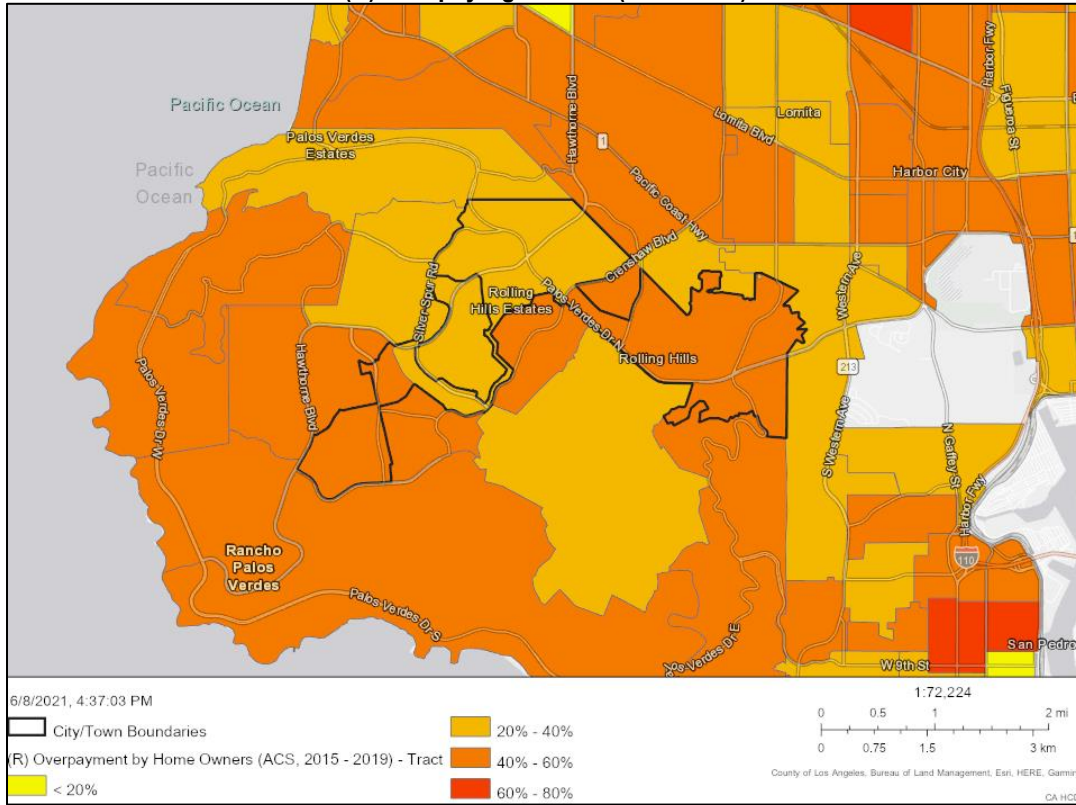 Pacific Ocean
Pacific
Ocean
Palos Verdes
Estates
Hawthorne Blvd
1
Lomita Blvd
Lomita
Harbor Fwy
Figueroa St
Harbor City
Pacific Coast Hwy
Crenshaw Blvd
Western Ave
Silver Spur Rd
Rolling
Hills Estates
Palos Verdes Dr N
Rolling Hills
213
Palos Verdes Dr W
Hawthorne Blvd
S Western Ave
N Gaffey St
Harbor Fwy
110
Rancho
Palos
Verdes
Palos Verdes Dr S
los Verdes Dr E
W 9th St
San Pedro
6/8/2021, 4:37:03 PM
City/Town Boundaries
(R) Overpayment by Home Owners (ACS, 2015 - 2019) - Tract
< 20%
20% - 40%
40% - 60%
60% - 80%
1:72,224
0 0.5 1 2 mi
0 0.75 1.5 3 km
County of Los Angeles, Bureau of Land Management, Esri, HERE, Garmin
CA HCD